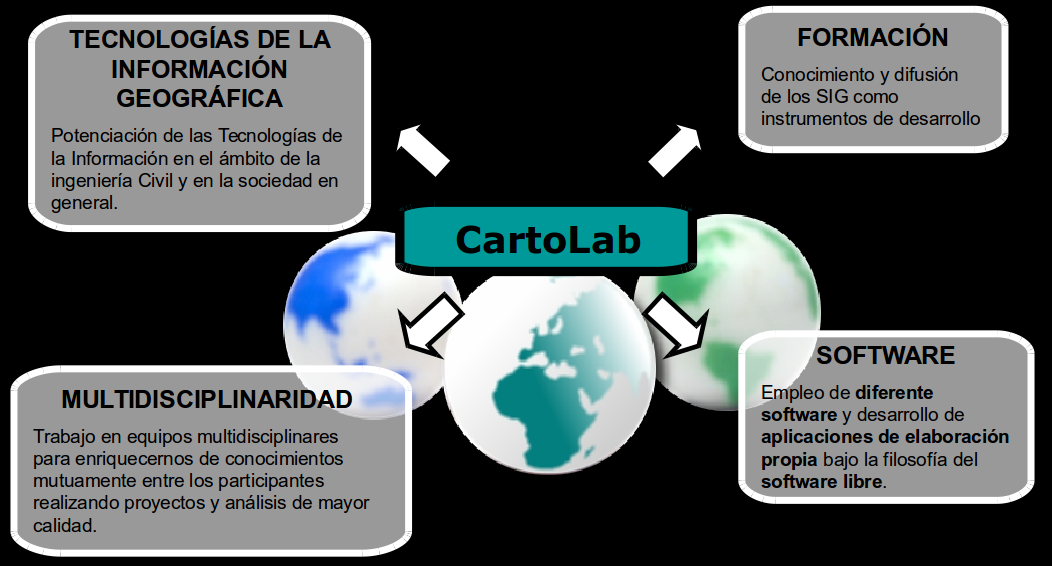 TECNOLOGÍAS DE LA
INFORMACIÓN
GEOGRÁFICA
Potenciación de las Tecnologías de
la Información en el ámbito de la
ingeniería Civil y en la sociedad en
general.
FORMACIÓN
Conocimiento y difusión
de los SIG como
instrumentos de desarrollo
CartoLab
MULTIDISCIPLINARIDAD
Trabajo en equipos multidisciplinares
para enriquecernos de conocimientos
mutuamente entre los participantes
realizando proyectos y análisis de mayor
calidad.
SOFTWARE
Empleo de diferente
software y desarrollo de
aplicaciones de elaboración
propia bajo la filosofía del
software libre.